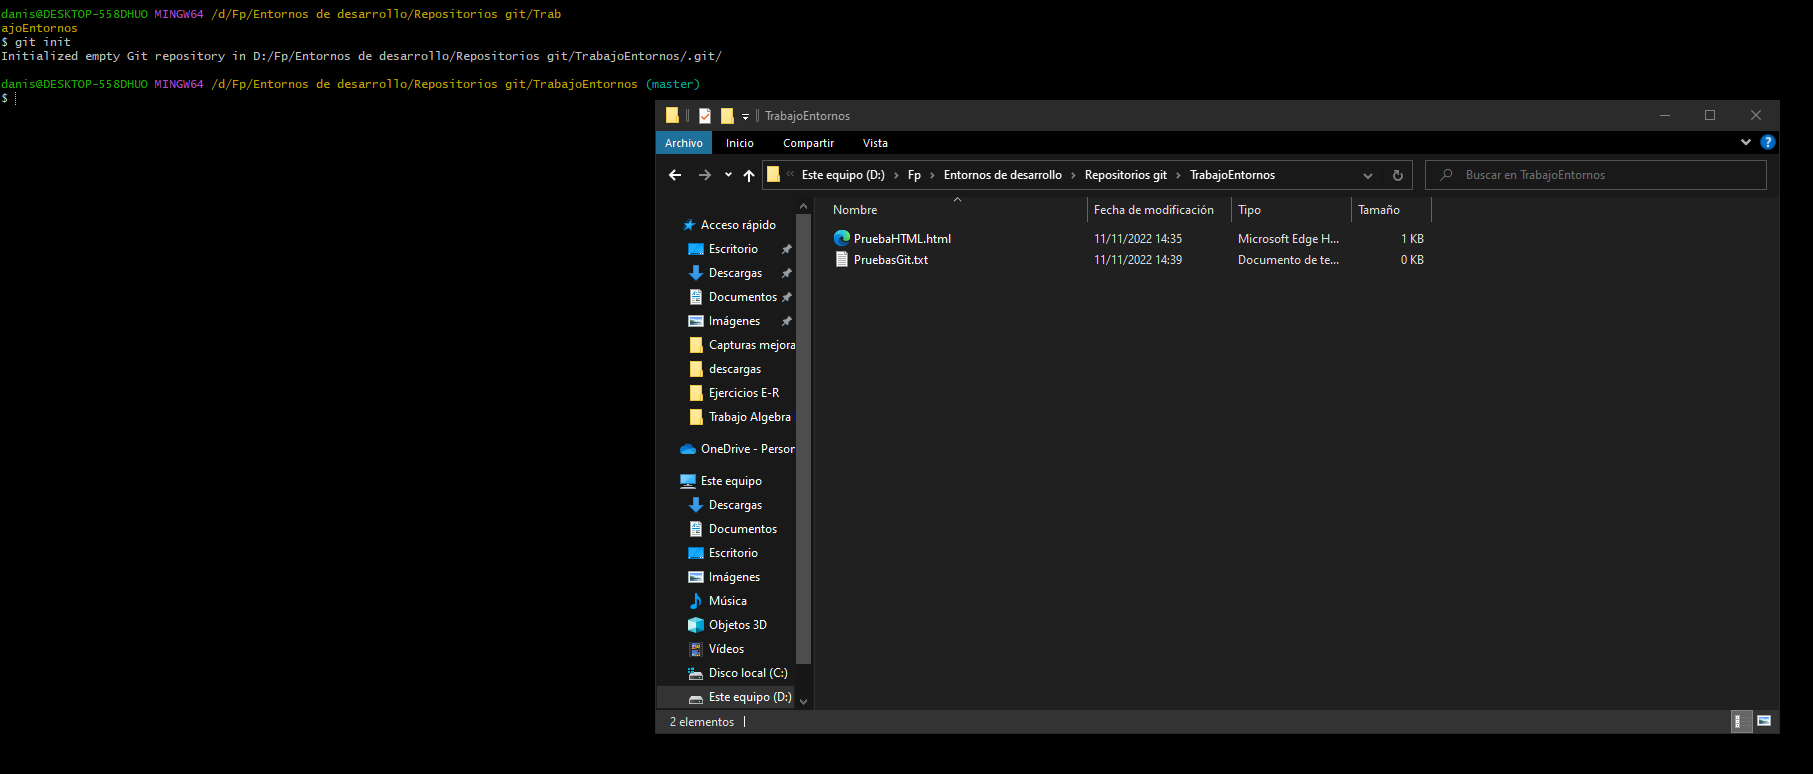 danis@DESKTOP-558DHUO MINGW64 /d/Fp/Entornos de desarrollo/Repositorios git/Trab
ajoEntornos
$ git init
Initialized empty Git repository in D:/Fp/Entornos de desarrollo/Repositorios git/TrabajoEntornos/.git/
danis@DESKTOP-558DHUO MINGW64 /d/Fp/Entornos de desarrollo/Repositorios git/TrabajoEntornos (master)
$
TrabajoEntornos
Archivo Inicio Compartir Vista
Este equipo (D:) Fp Entornos de desarrollo Repositorios git TrabajoEntornos
Buscar en TrabajoEntornos
Nombre Fecha de modificación Tipo Tamaño
PruebaHTML.html 11/11/2022 14:35 Microsoft Edge H... 1 KB
PruebasGit.txt 11/11/2022 14:39 Documento de te... 0 KB
Acceso rápido
Escritorio
Descargas
Documentos
Imágenes
Capturas mejora
descargas
Ejercicios E-R
Trabajo Algebra
OneDrive - Person
Este equipo
Descargas
Documentos
Escritorio
Imágenes
Música
Objetos 3D
Vídeos
Disco local (C:)
Este equipo (D:)
2 elementos